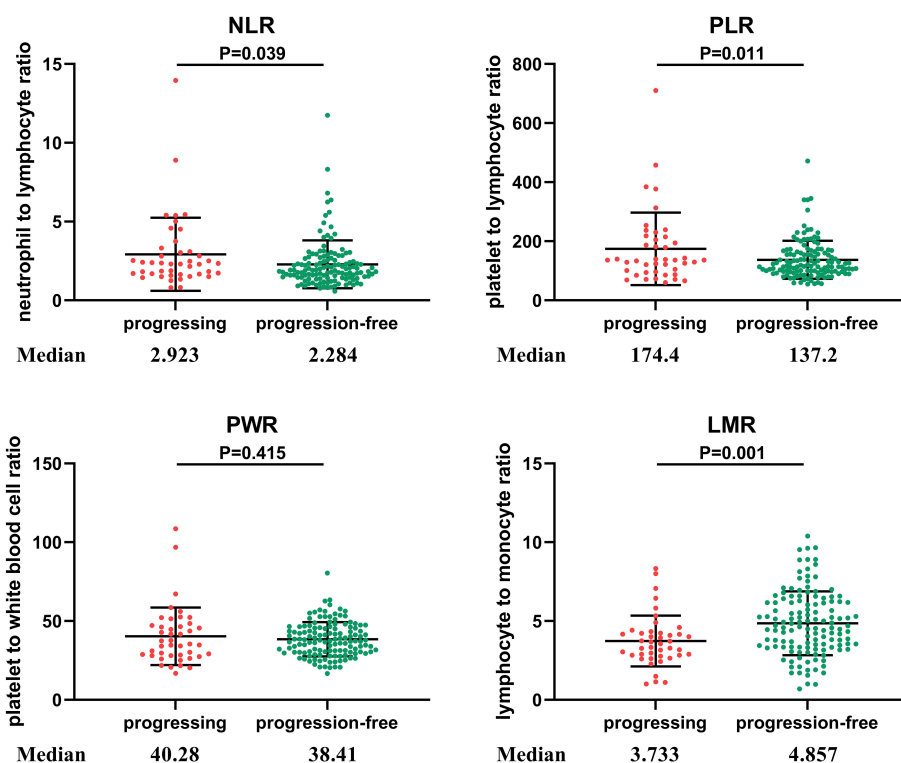 NLR
P=0.039
neutrophil to lymphocyte ratio
15
10
5
0
progressing progression-free
Median 2.923 2.284
PLR
P=0.011
platelet to lymphocyte ratio
800
600
400
200
0
progressing progression-free
Median 174.4 137.2
PWR
P=0.415
platelet to white blood cell ratio
150
100
50
0
progressing progression-free
Median 40.28 38.41
LMR
P=0.001
lymphocyte to monocyte ratio
15
10
5
0
progressing progression-free
Median 3.733 4.857